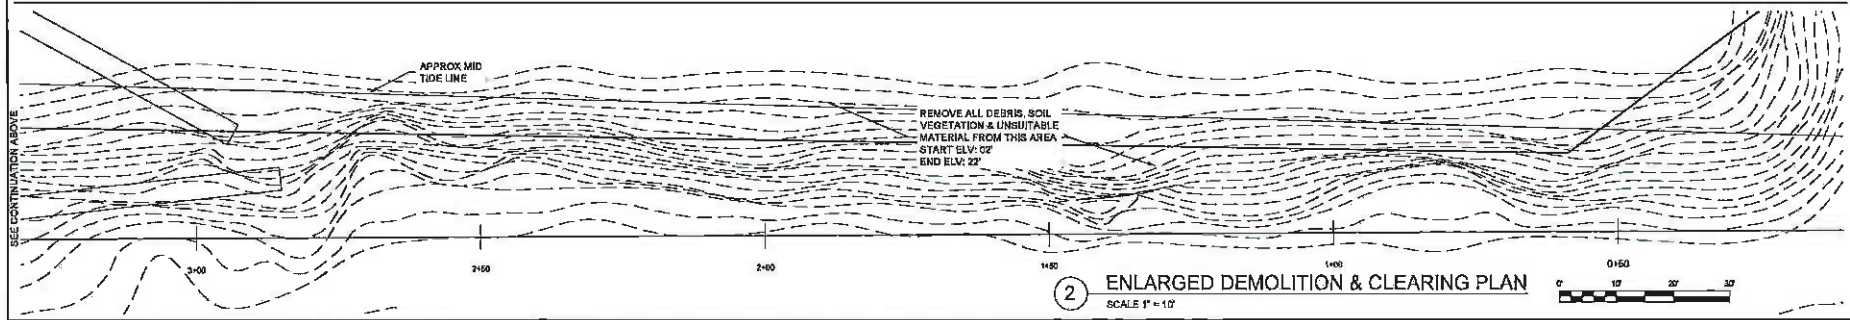 APPROX MID
TIDE LINE
REMOVE ALL DEBRIS, SOIL
VEGETATION & UNSUITABLE
MATERIAL FROM THIS AREA
START ELV: 02'
END ELV: 22'
SEE CONTINUATION ABOVE
3+00
2+50
2+00
1+50
1+00
0+50
2
ENLARGED DEMOLITION & CLEARING PLAN
SCALE 1" = 10'
0' 10' 20' 30'